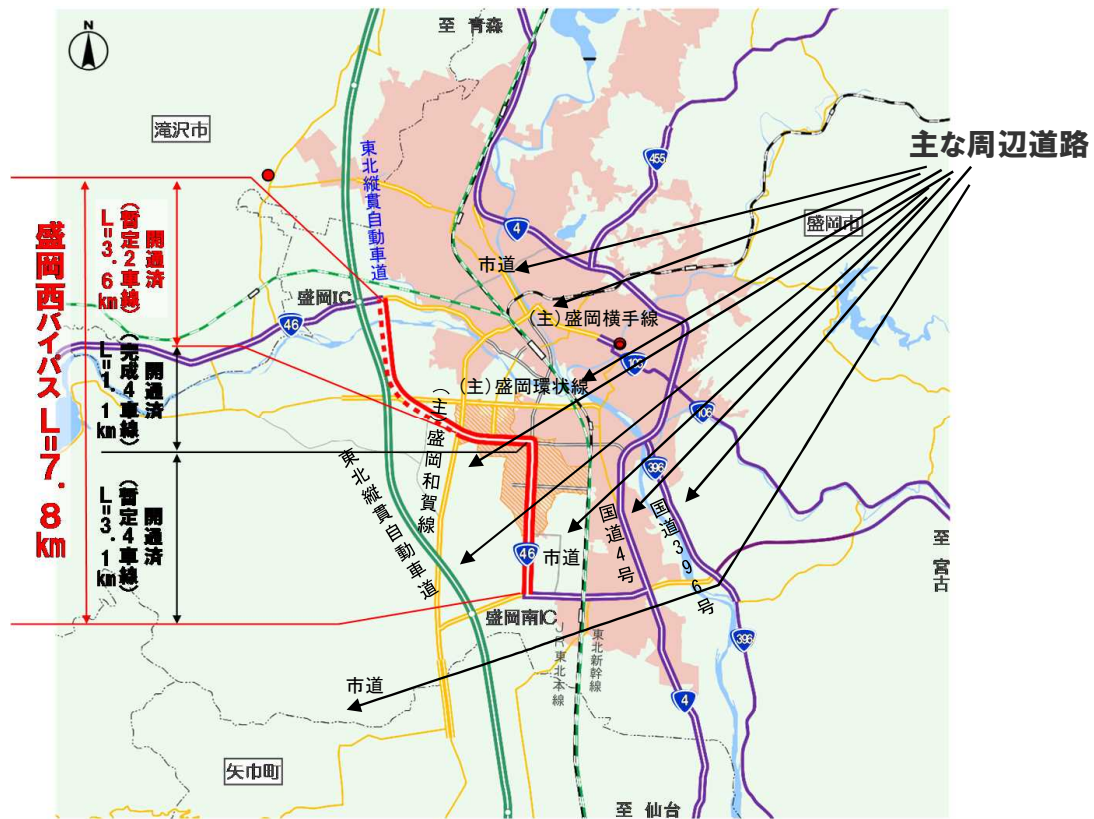 至 青森
N
主な周辺道路
滝沢市
455
東北縦貫自動車道
盛岡市
4
市道
盛岡西バイパス L=7.8km
開通済
(暫定2車線)
L=3.6km
盛岡IC
46
(主)盛岡横手線
開通済
(完成4車線)
L=1.1km
(主)盛岡環状線
106
(主)盛岡和賀線
東北縦貫自動車道
396
開通済
(暫定4車線)
L=3.1km
国道4号
国道396号
46
市道
至 宮古
盛岡南IC
JR東北本線
東北新幹線
396
市道
4
矢巾町
至 仙台